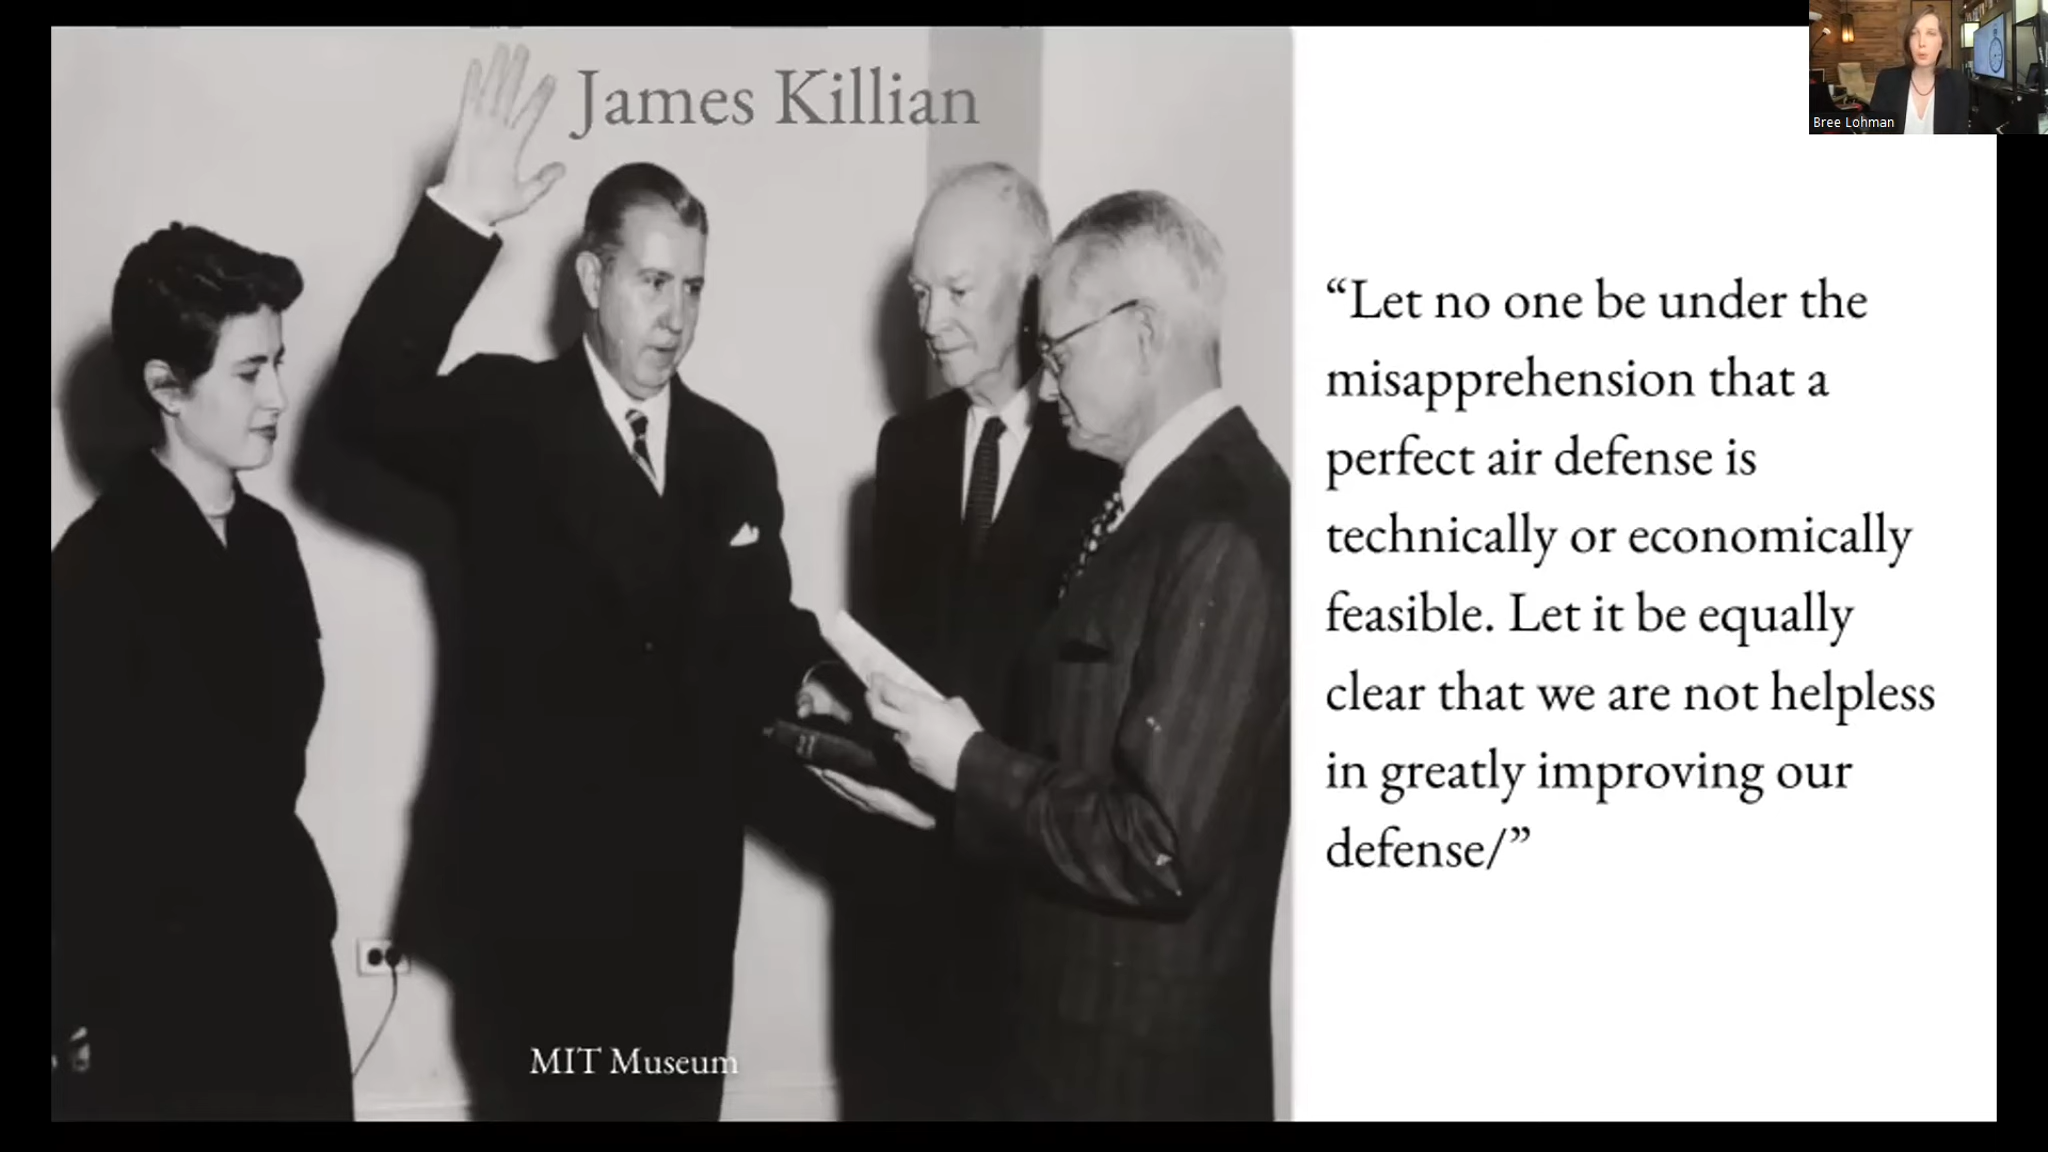 James Killian
Bree Lohman
“Let no one be under the
misapprehension that a
perfect air defense is
technically or economically
feasible. Let it be equally
clear that we are not helpless
in greatly improving our
defense/”
MIT Museum